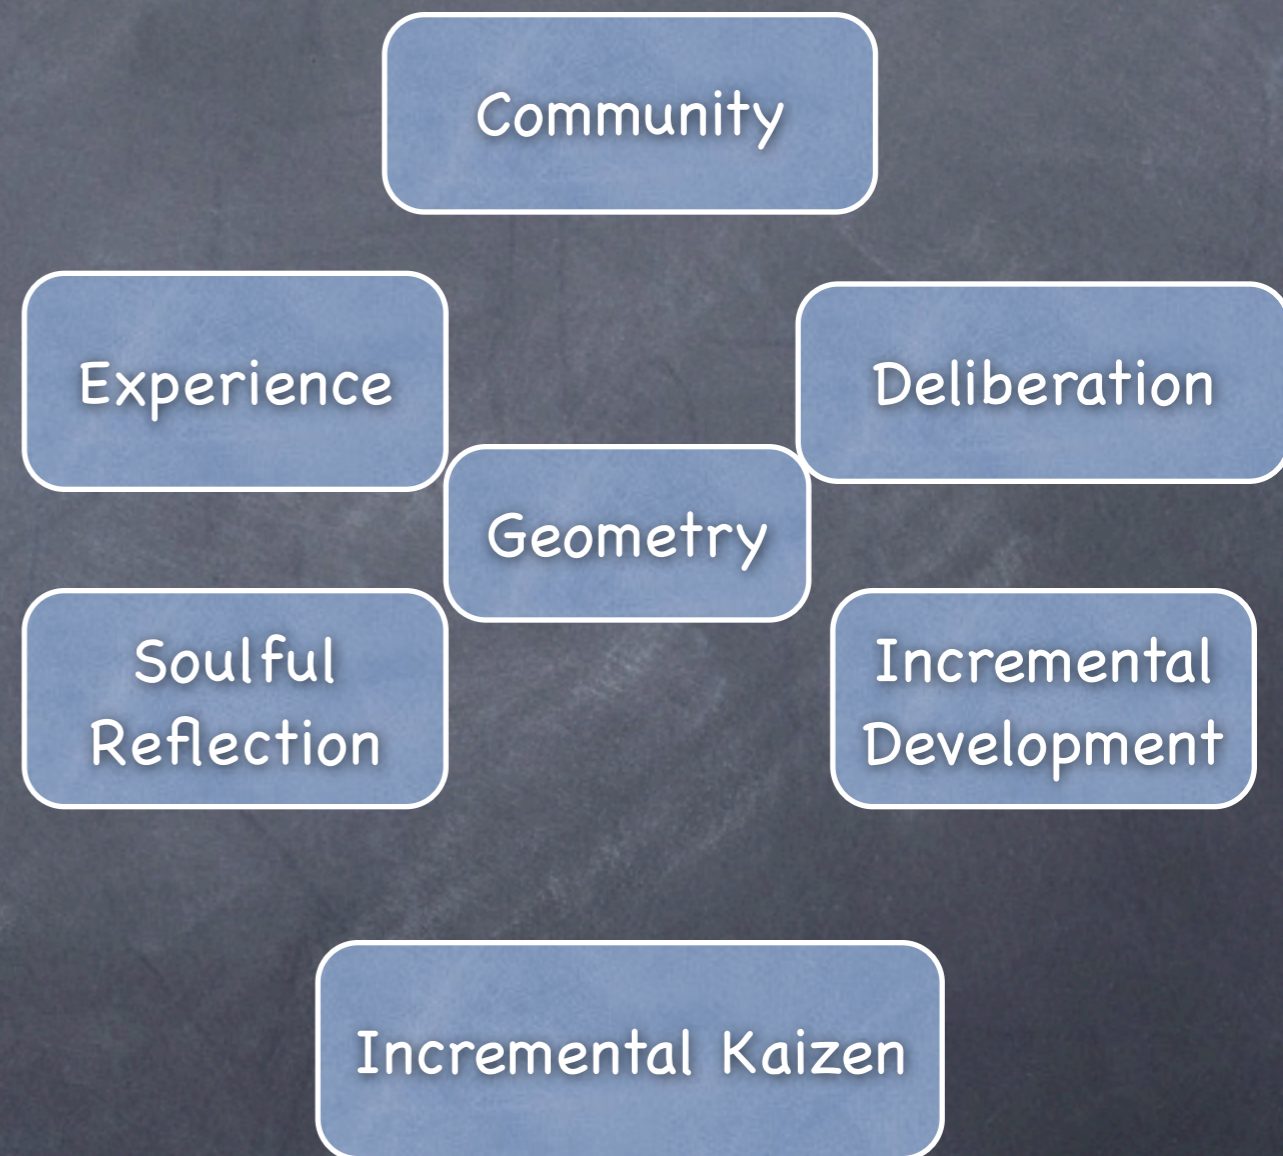 Community
Experience
Deliberation
Geometry
Soulful
Reflection
Incremental
Development
Incremental Kaizen